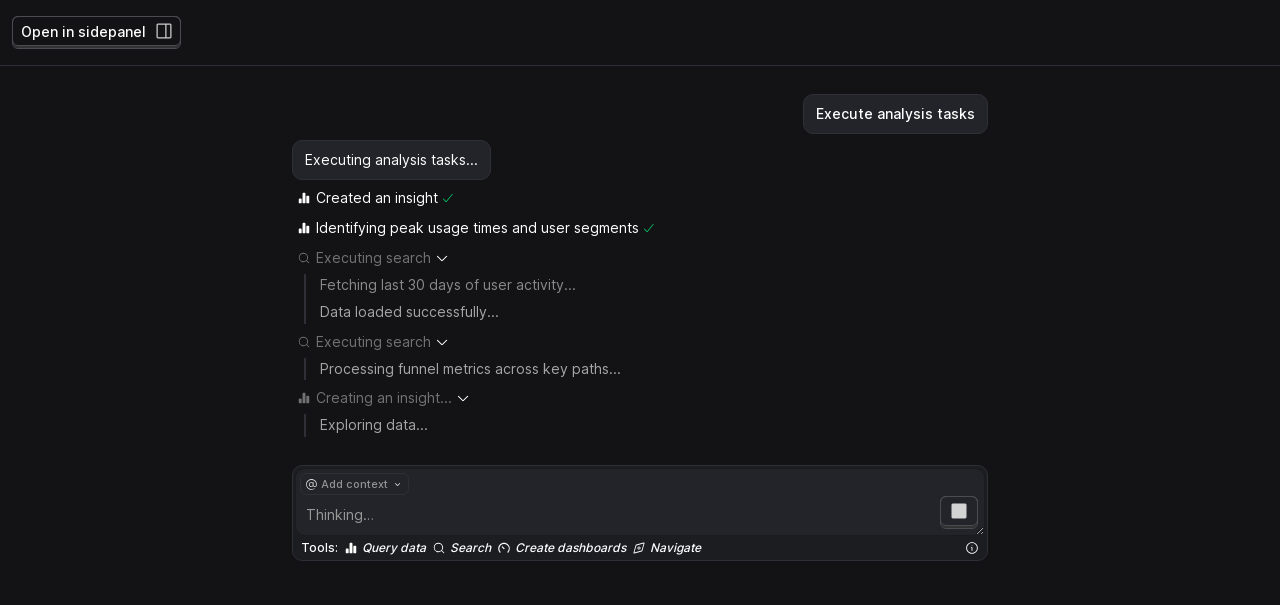 Open in sidepanel
Execute analysis tasks
Executing analysis tasks...
Created an insight
Identifying peak usage times and user segments
Executing search
Fetching last 30 days of user activity...
Data loaded successfully...
Executing search
Processing funnel metrics across key paths...
Creating an insight...
Exploring data...
@ Add context
Thinking...
Tools: Query data Search Create dashboards Navigate